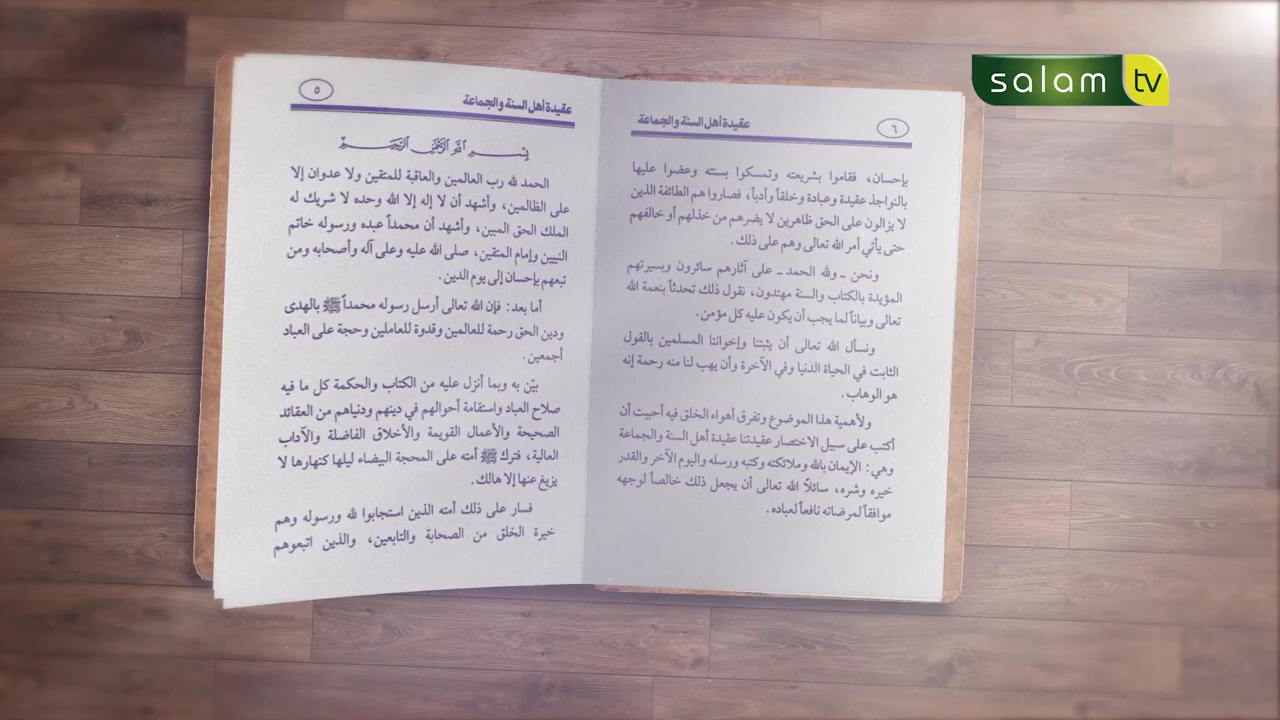 salam tv
٥
عقيدة أهل السنة والجماعة
بسم الله الرحمن الرحيم
الحمد لله رب العالمين والعاقبة للمتقين ولا عدوان إلا
على الظالمين، وأشهد أن لا إله إلا الله وحده لا شريك له
الملك الحق المبين، وأشهد أن محمداً عبده ورسوله خاتم
النبيين وإمام المتقين، صلى الله عليه وعلى آله وأصحابه ومن
تبعهم بإحسان إلى يوم الدين.
أما بعد: فإن الله تعالى أرسل رسوله محمداً ﷺ بالهدى
ودين الحق رحمة للعالمين وقدوة للعاملين وحجة على العباد
أجمعين.
بيّن به وبما أنزل عليه من الكتاب والحكمة كل ما فيه
صلاح العباد واستقامة أحوالهم في دينهم ودنياهم من العقائد
الصحيحة والأعمال القويمة والأخلاق الفاضلة والآداب
العالية، فترك ﷺ أمته على المحجة البيضاء ليلها كنهارها لا
يزيغ عنها إلا هالك.
فسار على ذلك أمته الذين استجابوا لله ورسوله وهم
خيرة الخلق من الصحابة والتابعين، والذين اتبعوهم
٦
عقيدة أهل السنة والجماعة
بإحسان، فقاموا بشريعته وتمسكوا بسنته وعضوا عليها
بالنواجذ عقيدة وعبادة وخلقاً وأدباً، فصاروا هم الطائفة الذين
لا يزالون على الحق ظاهرين لا يضرهم من خذلهم أو خالفهم
حتى يأتي أمر الله تعالى وهم على ذلك.
ونحن ـ ولله الحمد ـ على آثارهم سائرون وبسيرتهم
المؤيدة بالكتاب والسنة مهتدون، نقول ذلك تحدثاً بنعمة الله
تعالى وبياناً لما يجب أن يكون عليه كل مؤمن.
ونسأل الله تعالى أن يثبتنا وإخواننا المسلمين بالقول
الثابت في الحياة الدنيا وفي الآخرة وأن يهب لنا منه رحمة إنه
هو الوهاب.
ولأهمية هذا الموضوع وتفرق أهواء الخلق فيه أحببت أن
أكتب على سبيل الاختصار عقيدتنا عقيدة أهل السنة والجماعة
وهي: الإيمان بالله وملائكته وكتبه ورسله واليوم الآخر والقدر
خيره وشره، سائلاً الله تعالى أن يجعل ذلك خالصاً لوجهه
موافقاً لمرضاته نافعاً لعباده.